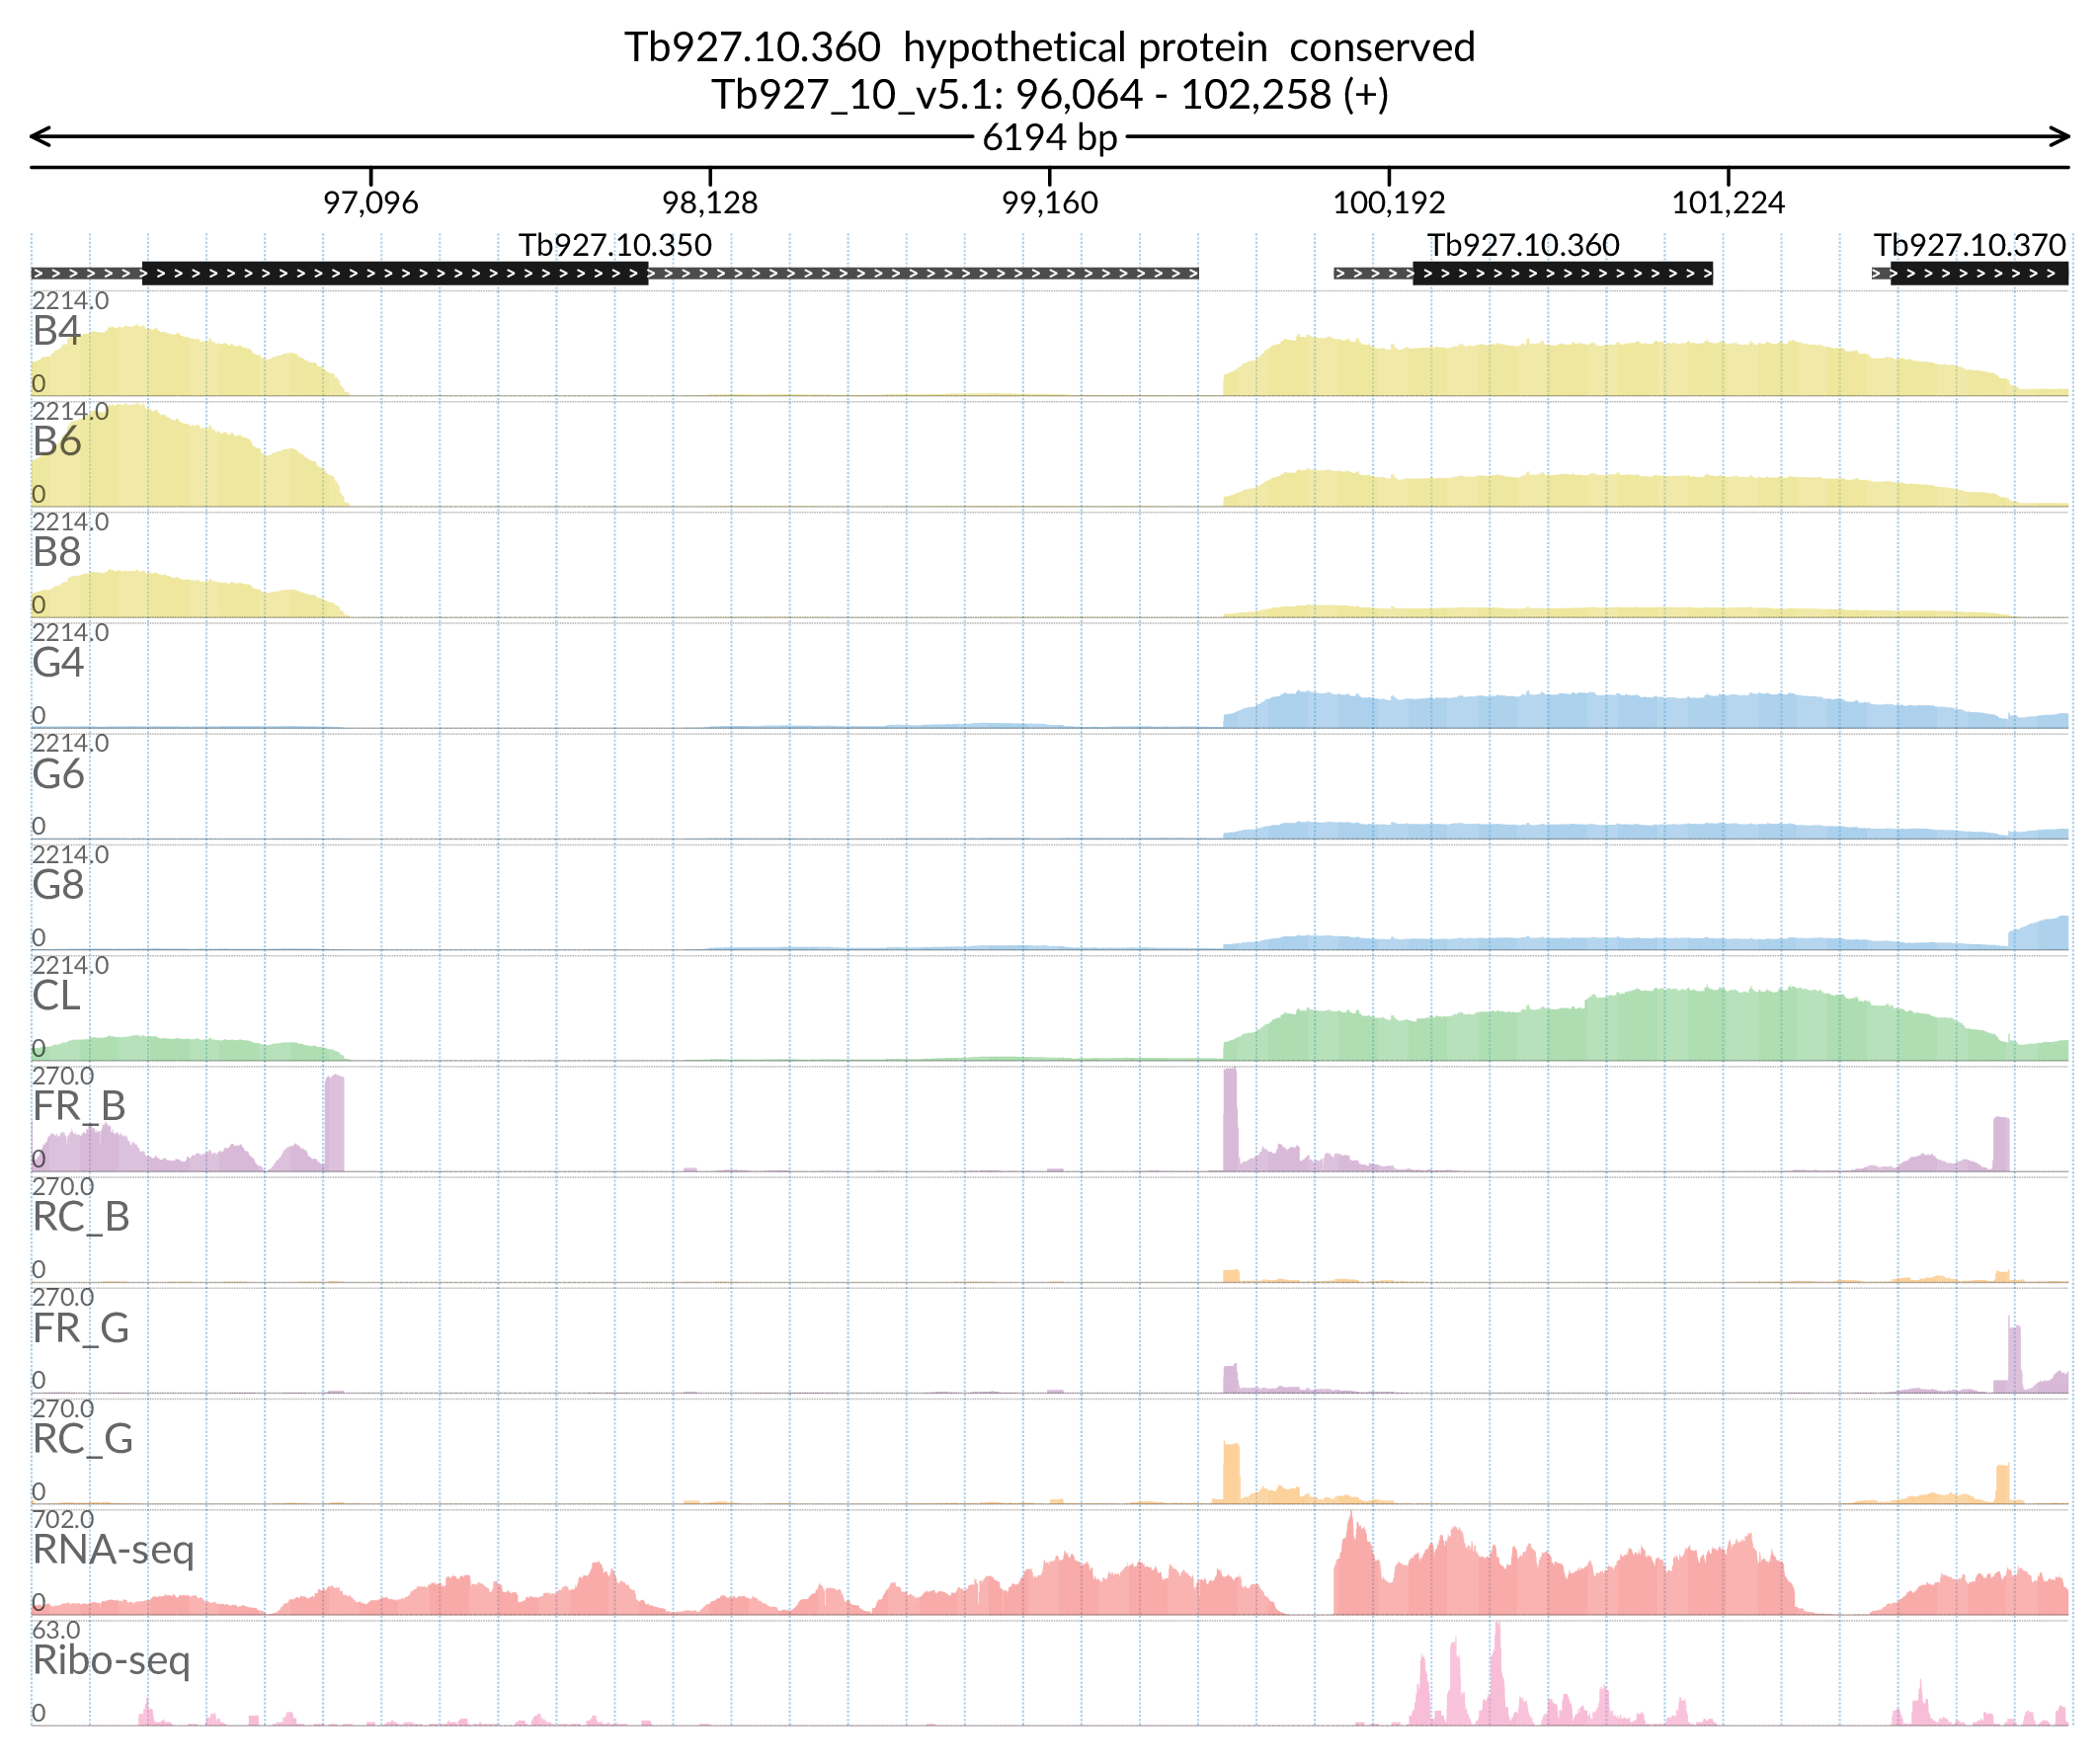 Tb927.10.360 hypothetical protein conserved
Tb927_10_v5.1: 96,064 - 102,258 (+)
6194 bp
97,096 98,128 99,160 100,192 101,224
Tb927.10.350 Tb927.10.360 Tb927.10.370
2214.0
B4
0
2214.0
B6
0
2214.0
B8
0
2214.0
G4
0
2214.0
G6
0
2214.0
G8
0
2214.0
CL
0
270.0
FR_B
0
270.0
RC_B
0
270.0
FR_G
0
270.0
RC_G
0
702.0
RNA-seq
0
63.0
Ribo-seq
0